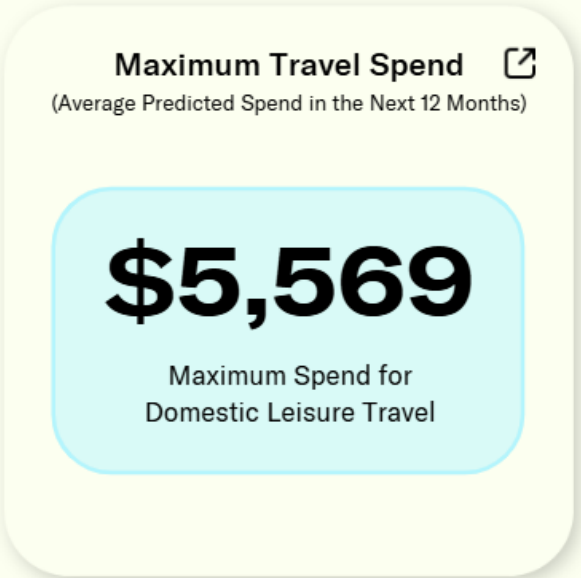 Maximum Travel Spend
(Average Predicted Spend in the Next 12 Months)
$5,569
Maximum Spend for
Domestic Leisure Travel